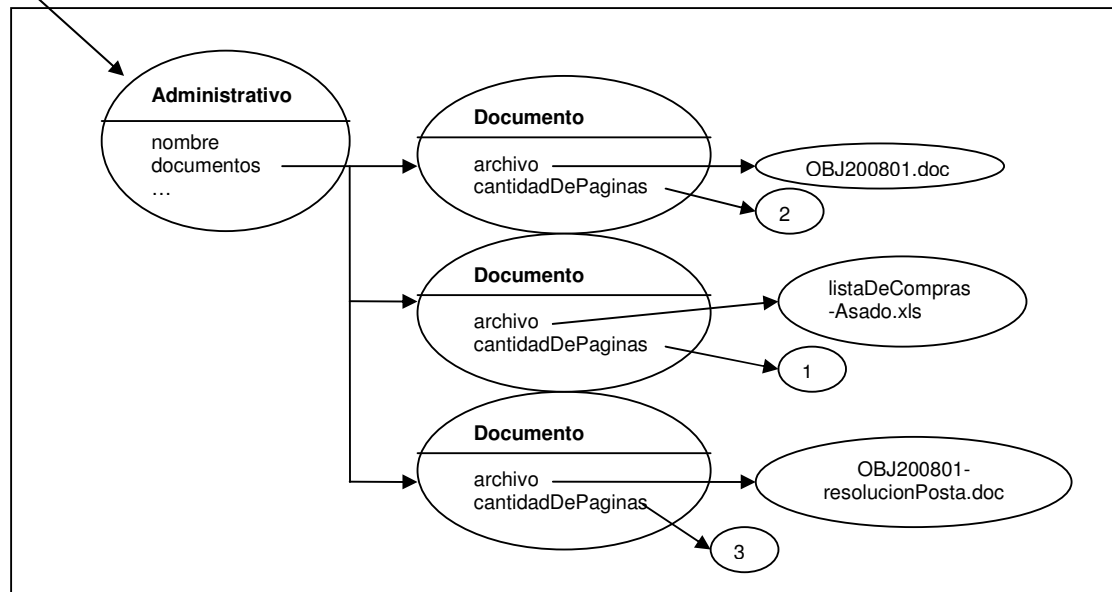 Administrativo
nombre
documentos
…
Documento
archivo
cantidadDePaginas
OBJ200801.doc
2
Documento
archivo
cantidadDePaginas
listaDeCompras
-Asado.xls
1
Documento
archivo
cantidadDePaginas
OBJ200801-
resolucionPosta.doc
3